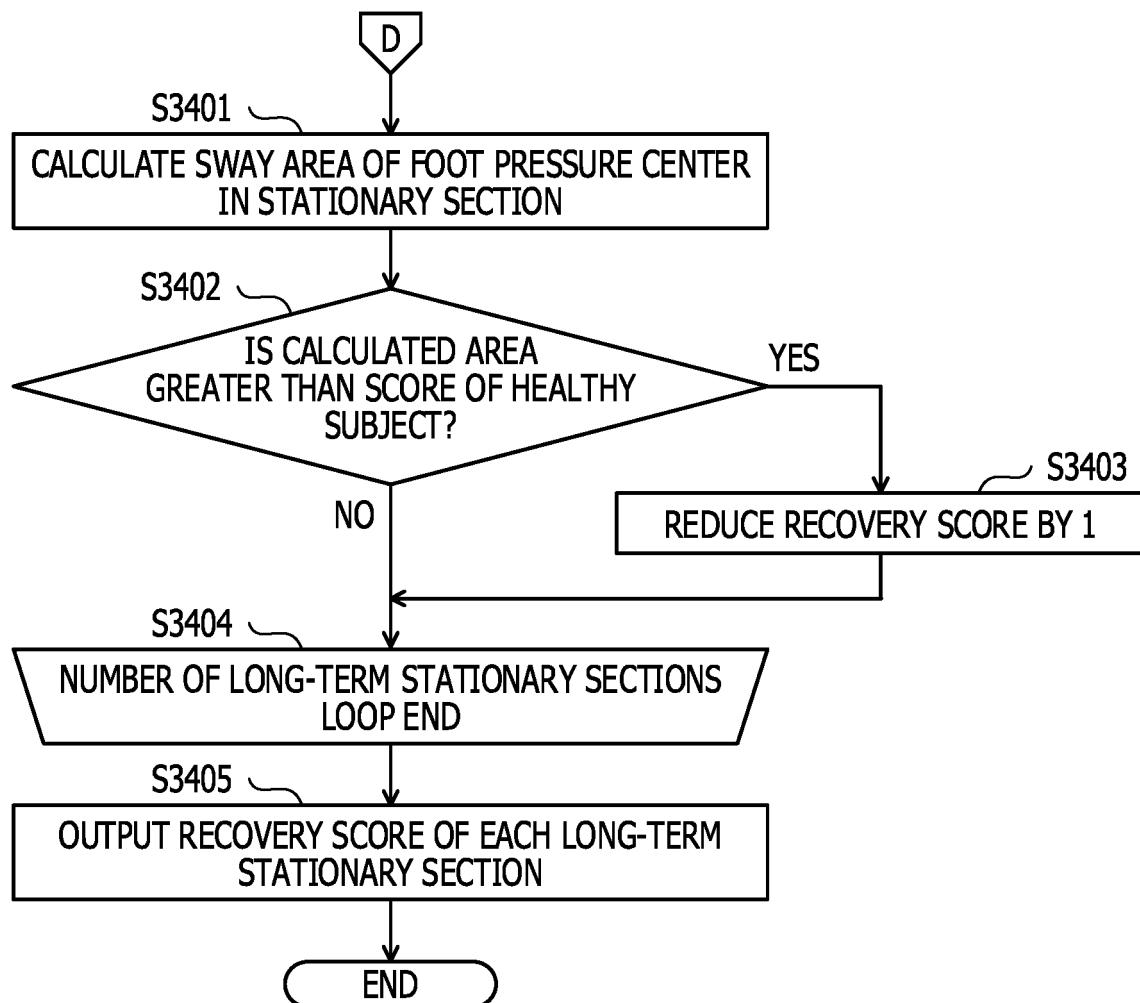 D
S3401
CALCULATE SWAY AREA OF FOOT PRESSURE CENTER
IN STATIONARY SECTION
S3402
IS CALCULATED AREA
GREATER THAN SCORE OF HEALTHY
SUBJECT?
YES
NO
S3403
REDUCE RECOVERY SCORE BY 1
S3404
NUMBER OF LONG-TERM STATIONARY SECTIONS
LOOP END
S3405
OUTPUT RECOVERY SCORE OF EACH LONG-TERM
STATIONARY SECTION
END